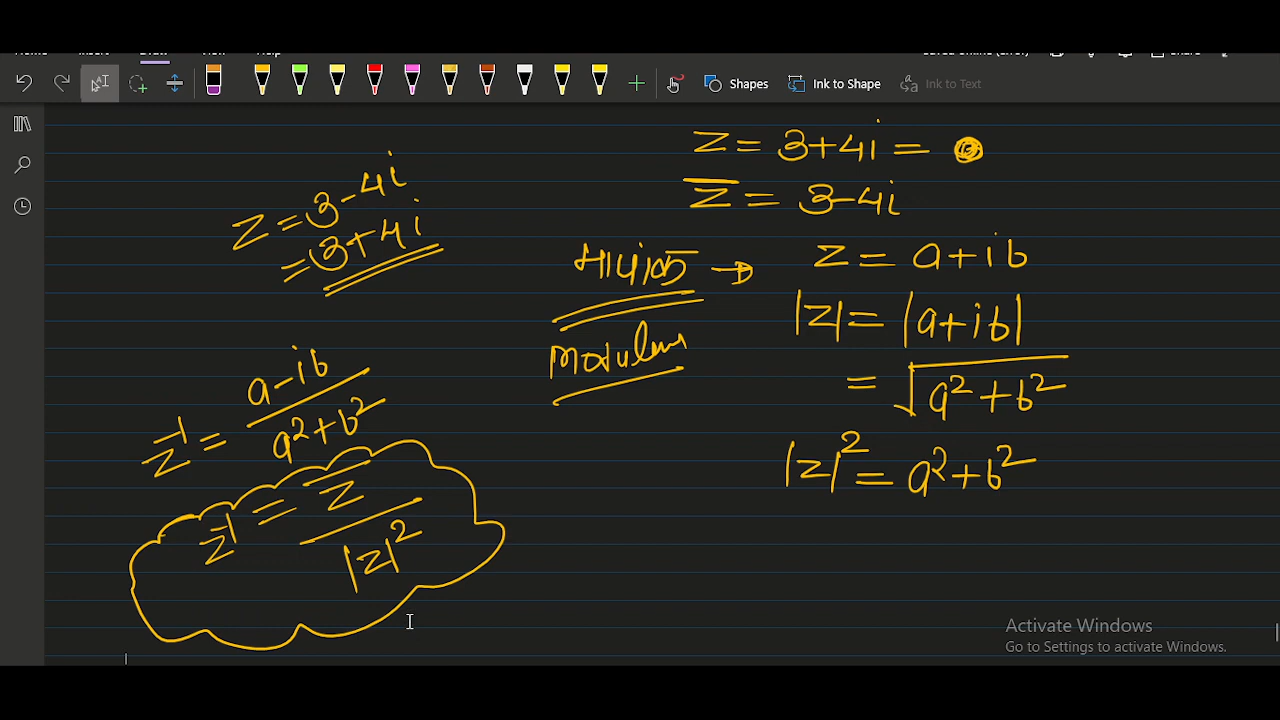 Shapes
Ink to Shape
Ink to Text
z = 3+4i =
z̅ = 3-4i
z = 3-4i
= 3+4i
मापांक → z = a+ib
|z| = |a+ib|
Modulus
= √(a²+b²)
|z|² = a²+b²
z⁻¹ = (a-ib)/(a²+b²)
z⁻¹ = z̅/|z|²
Activate Windows
Go to Settings to activate Windows.